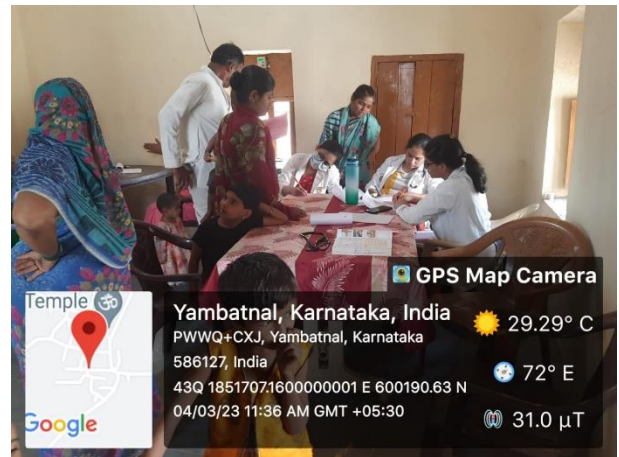 GPS Map Camera
Temple
Google
Yambatnal, Karnataka, India
PWWQ+CXJ, Yambatnal, Karnataka
586127, India
43Q 1851707.1600000001 E 600190.63 N
04/03/23 11:36 AM GMT +05:30
29.29° C
72° E
31.0 µT